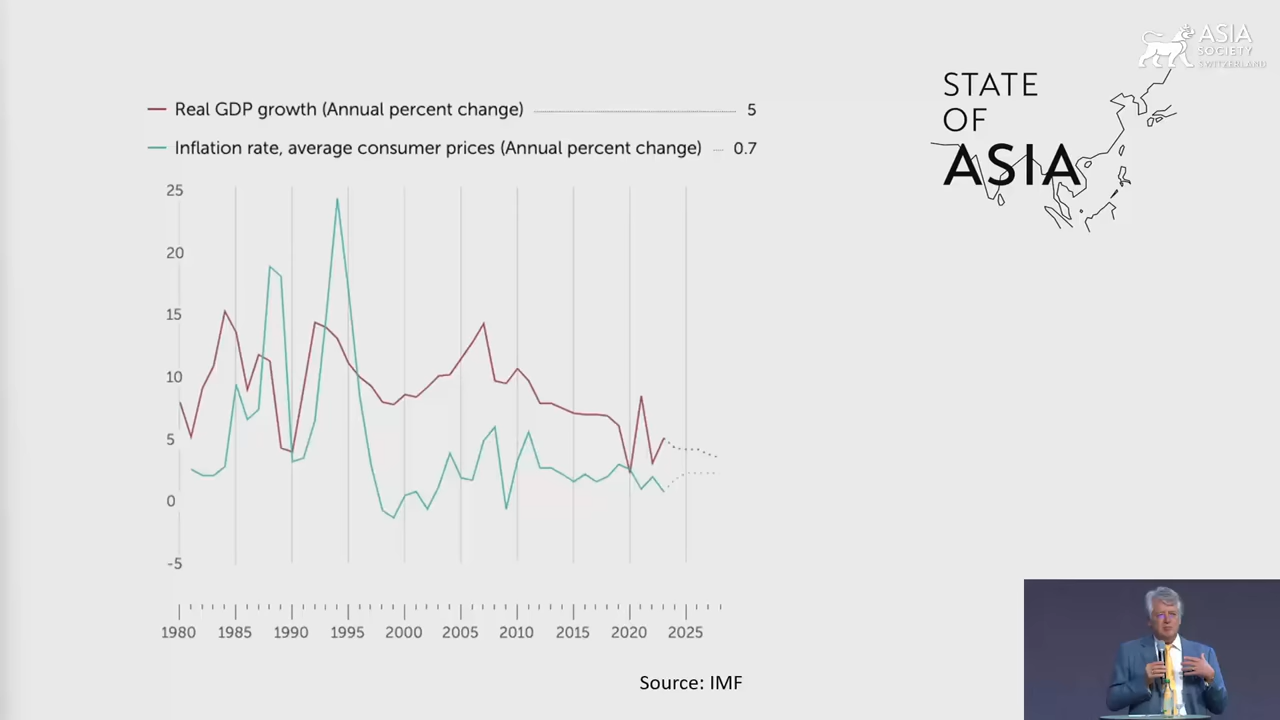 ASIA
SOCIETY
SWITZERLAND
STATE
OF
ASIA
Real GDP growth (Annual percent change) 5
Inflation rate, average consumer prices (Annual percent change) 0.7
25
20
15
10
5
0
-5
1980 1985 1990 1995 2000 2005 2010 2015 2020 2025
Source: IMF